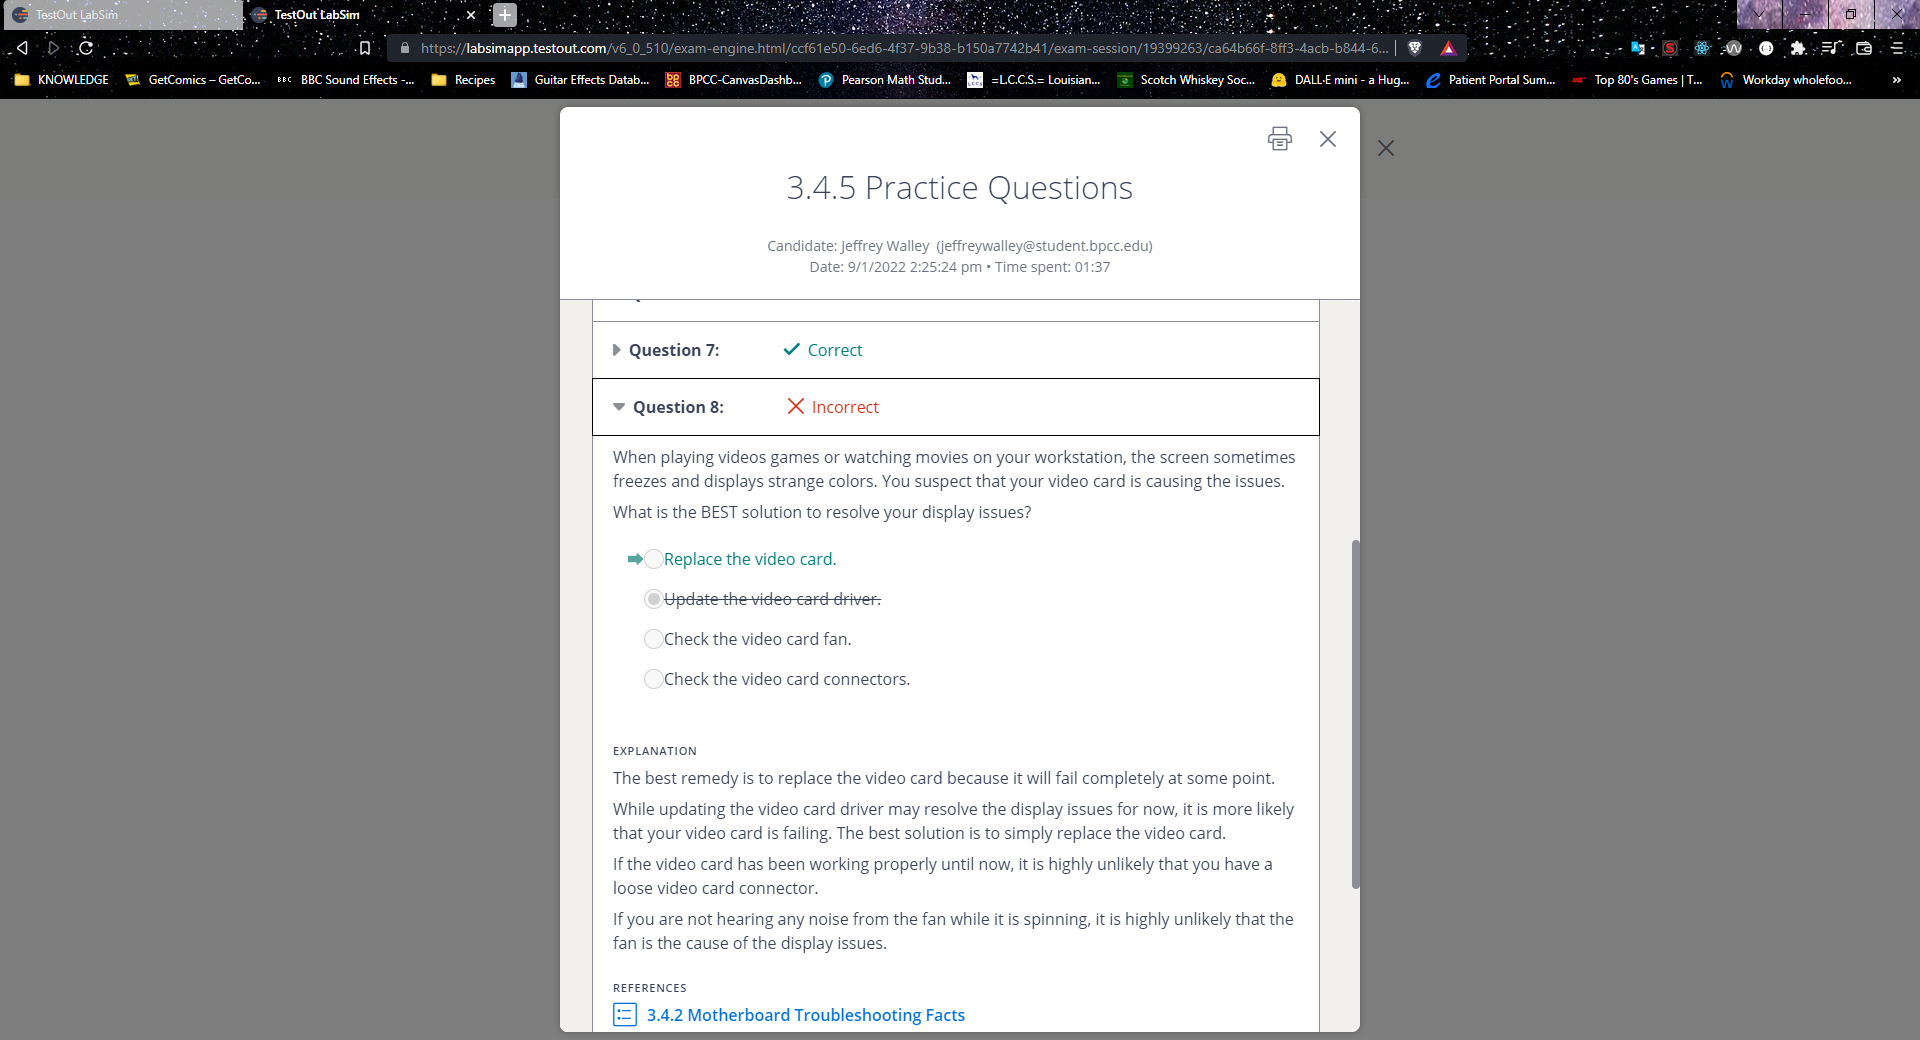 TestOut LabSim
TestOut LabSim
https://labsimapp.testout.com/v6_0_510/exam-engine.html/ccf61e50-6ed6-4f37-9b38-b150a7742b41/exam-session/19399263/ca64b66f-8ff3-4acb-b844-6...
KNOWLEDGE
GetComics – GetCo...
BBC BBC Sound Effects -...
Recipes
Guitar Effects Datab...
BPCC-CanvasDashb...
Pearson Math Stud...
=L.C.C.S.= Louisian...
Scotch Whiskey Soc...
DALL·E mini - a Hug...
Patient Portal Sum...
Top 80's Games | T...
Workday wholefoo...
»
3.4.5 Practice Questions
Candidate: Jeffrey Walley (jeffreywalley@student.bpcc.edu)
Date: 9/1/2022 2:25:24 pm • Time spent: 01:37
Question 7: Correct
Question 8: Incorrect
When playing videos games or watching movies on your workstation, the screen sometimes
freezes and displays strange colors. You suspect that your video card is causing the issues.
What is the BEST solution to resolve your display issues?
Replace the video card.
Update the video card driver.
Check the video card fan.
Check the video card connectors.
EXPLANATION
The best remedy is to replace the video card because it will fail completely at some point.
While updating the video card driver may resolve the display issues for now, it is more likely
that your video card is failing. The best solution is to simply replace the video card.
If the video card has been working properly until now, it is highly unlikely that you have a
loose video card connector.
If you are not hearing any noise from the fan while it is spinning, it is highly unlikely that the
fan is the cause of the display issues.
REFERENCES
3.4.2 Motherboard Troubleshooting Facts